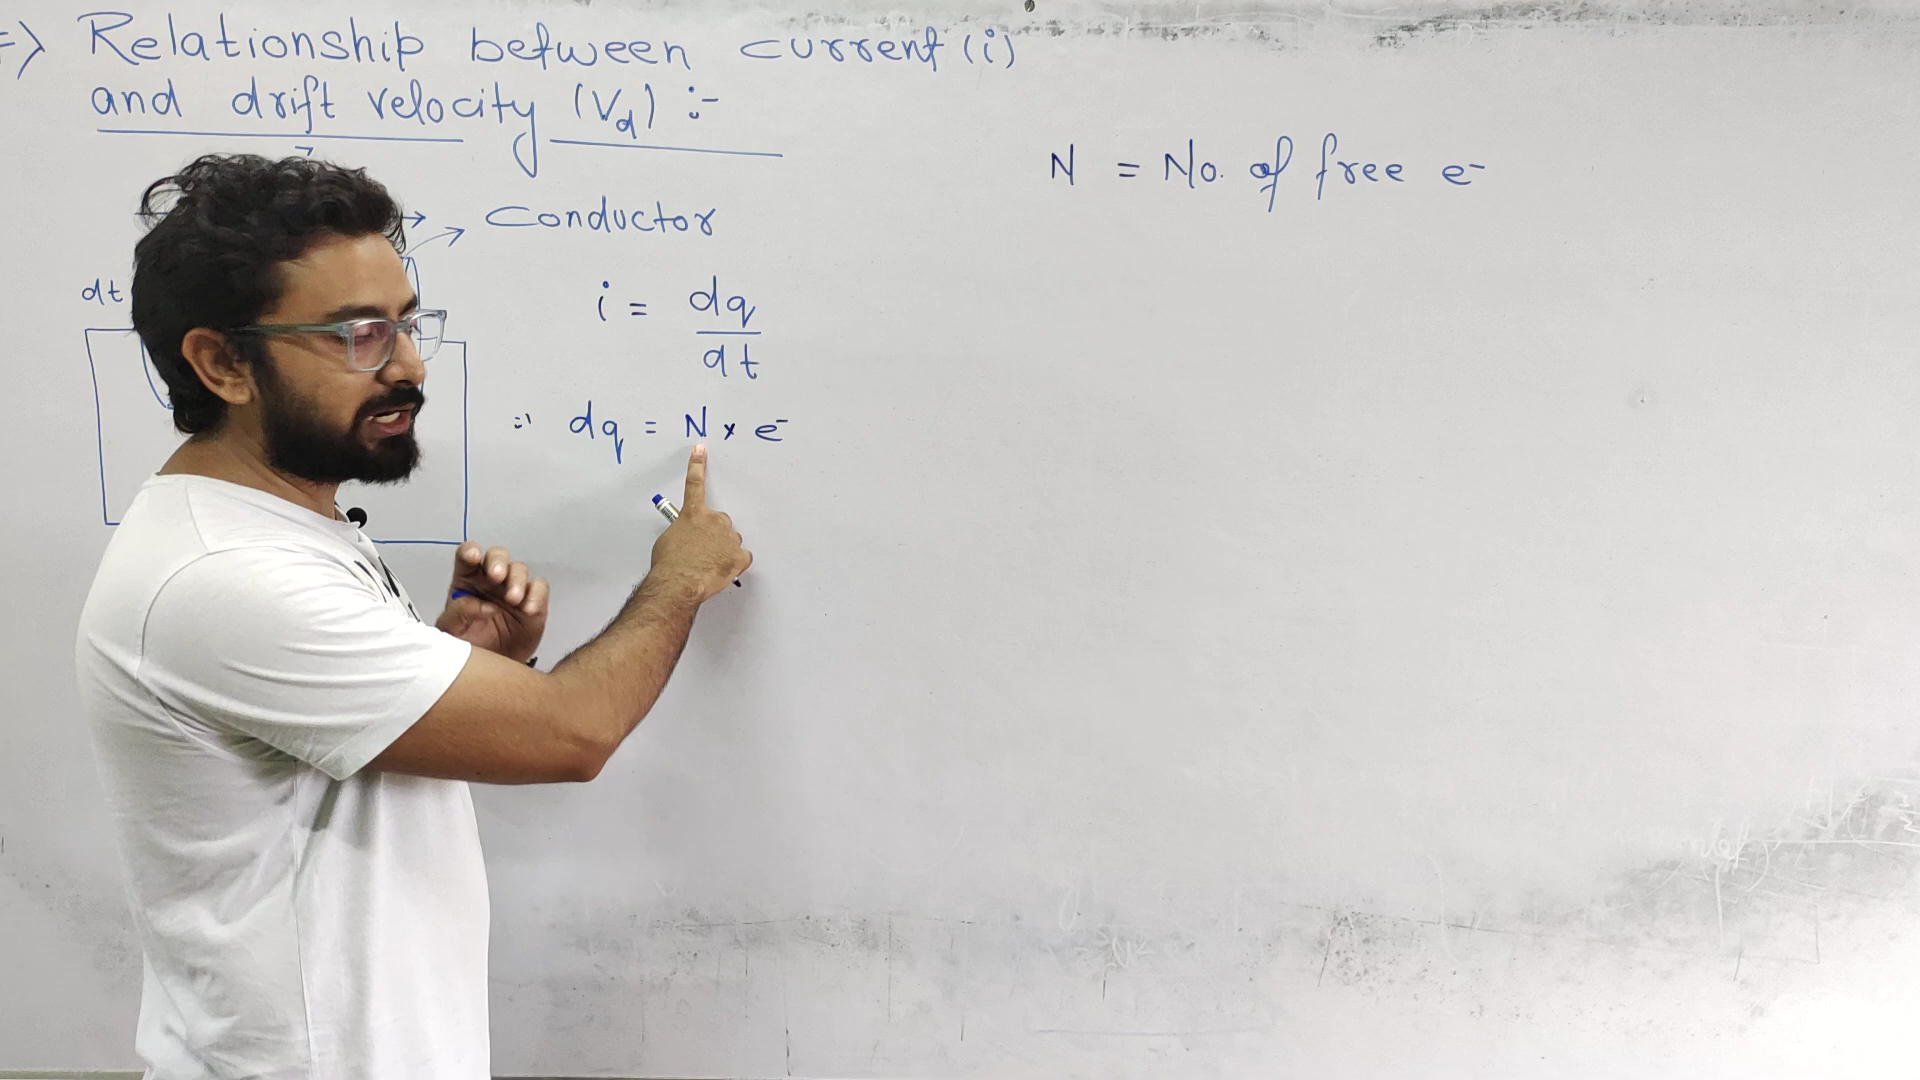 => Relationship between current (i)
and drift velocity (Vd) :-
Conductor
dt
i = dq
dt
dq = N x e-
N = No. of free e-